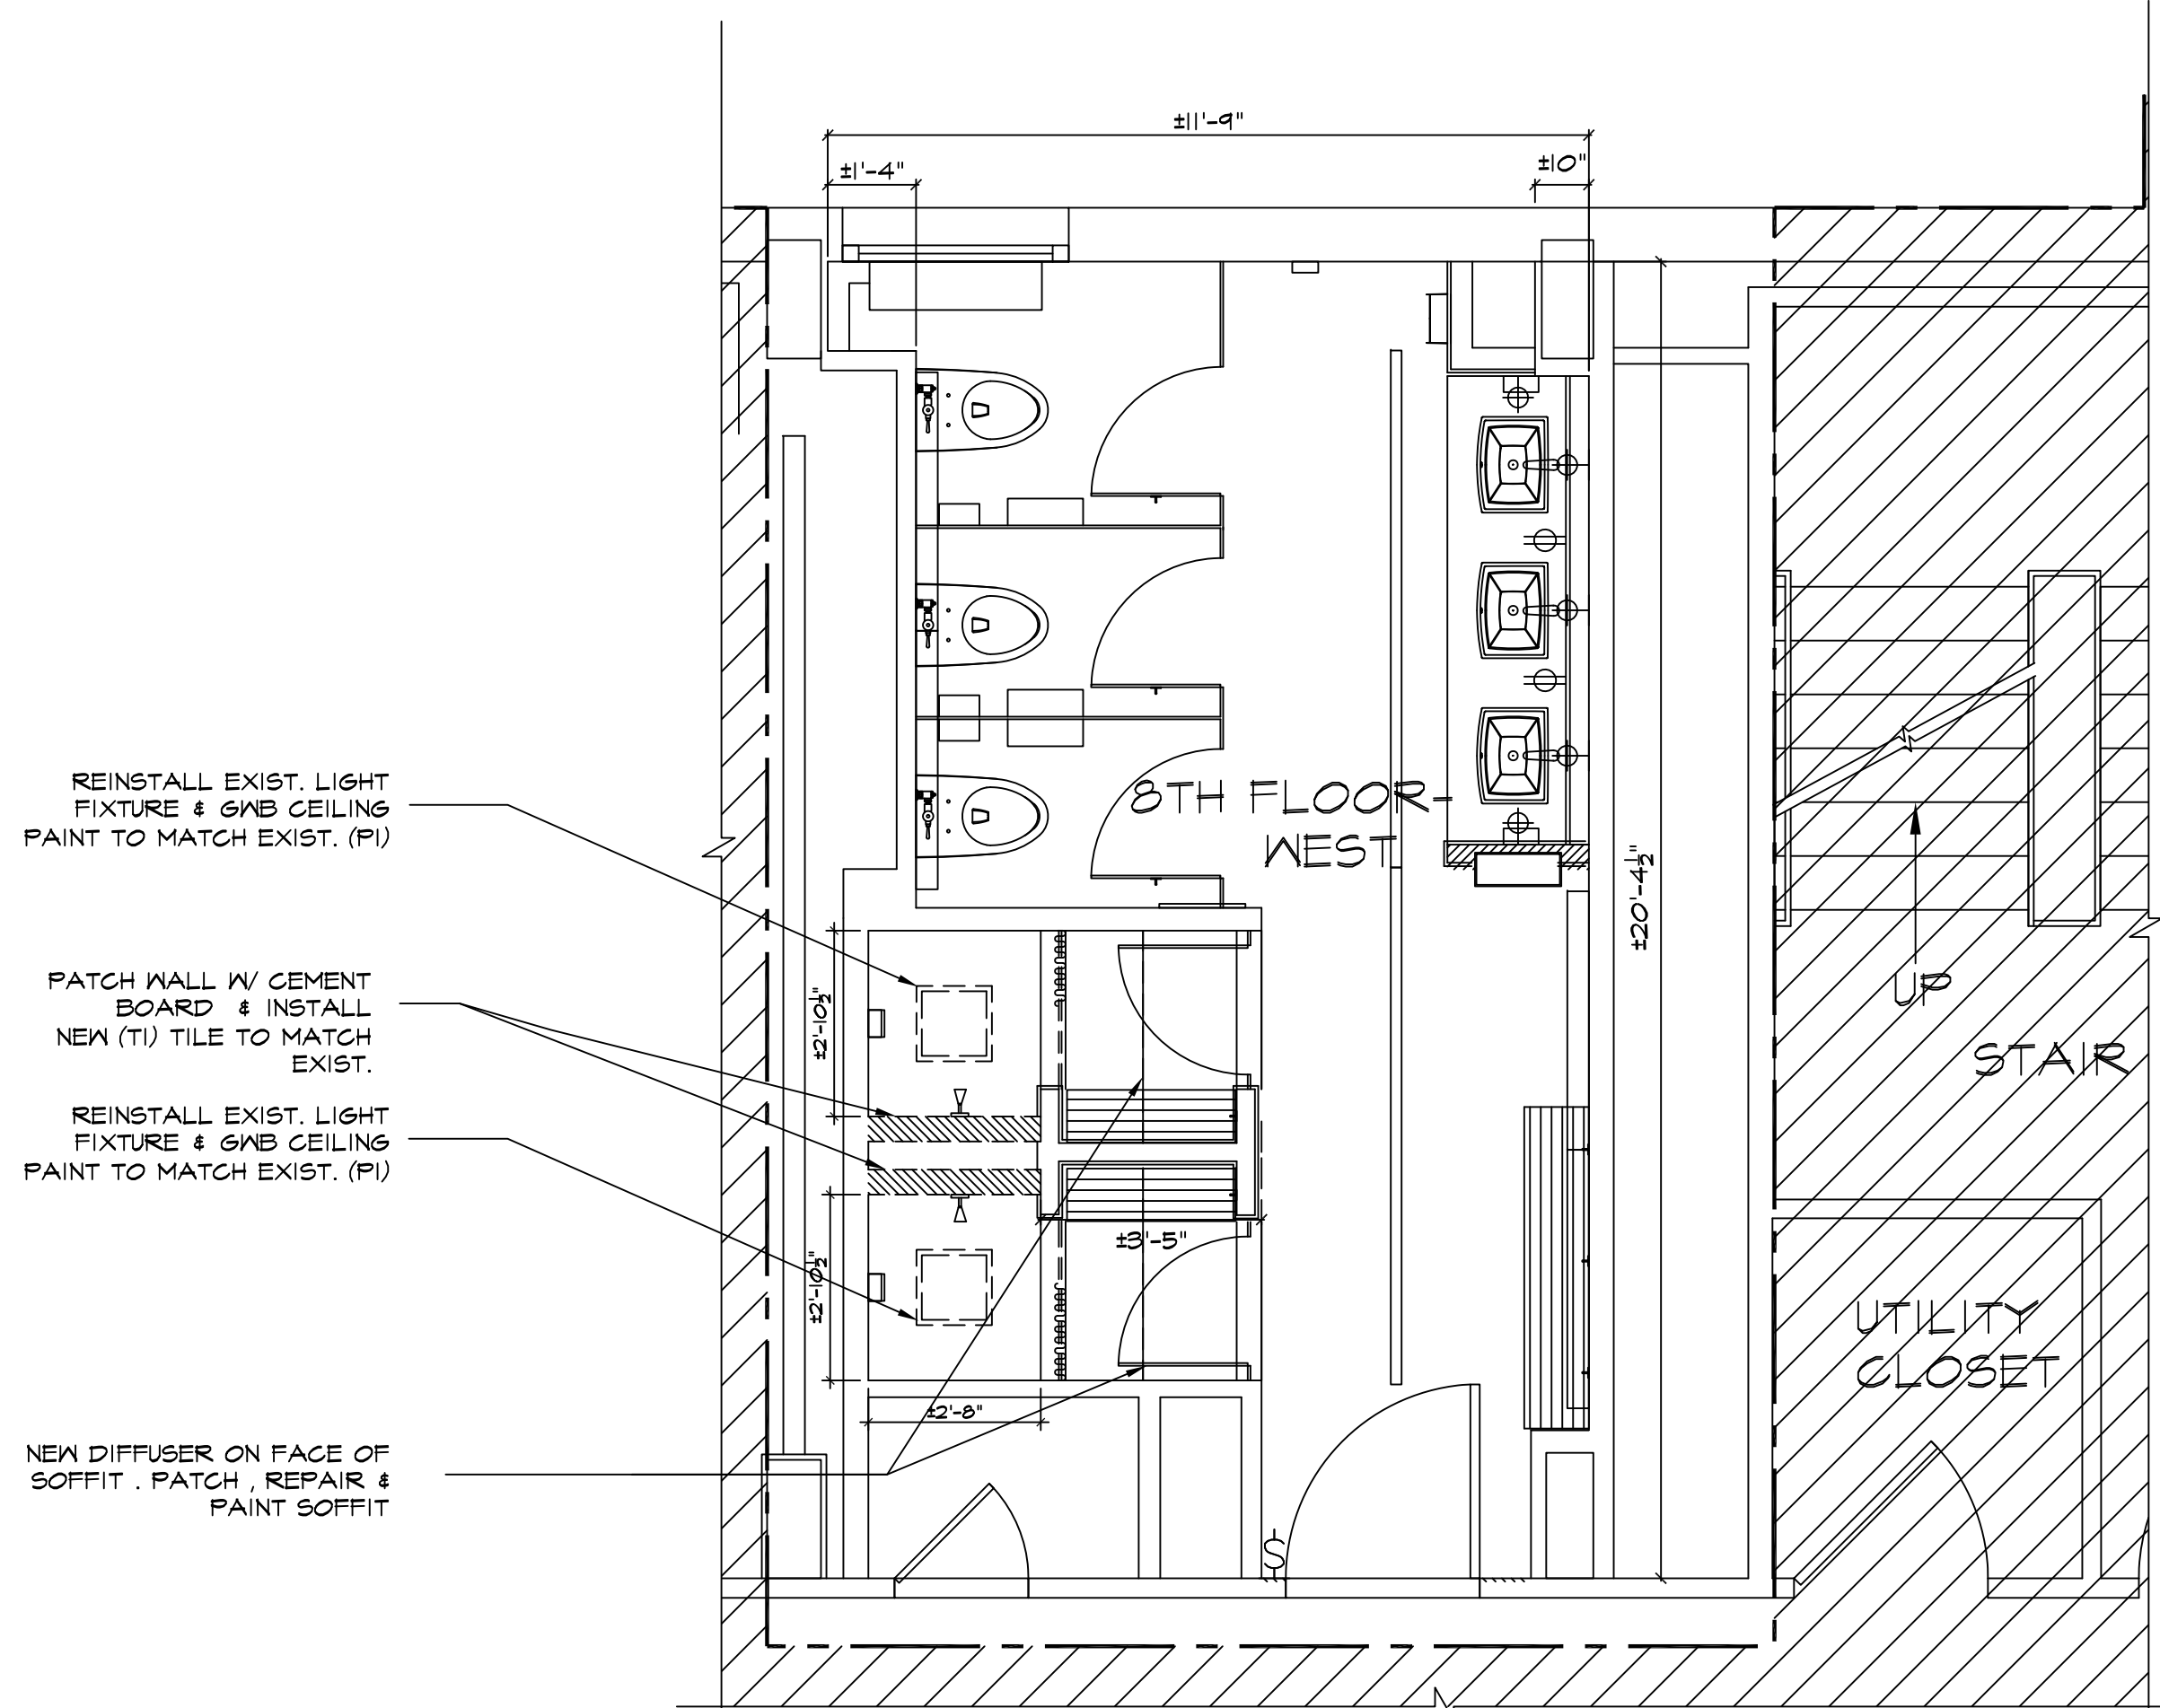 ±11'-9"
±1'-4"
±10"
REINSTALL EXIST. LIGHT
FIXTURE & GWB CEILING
PAINT TO MATCH EXIST. (P1)
8TH FLOOR-
WEST
±20'-4½"
UP
STAIR
PATCH WALL W/ CEMENT
BOARD & INSTALL
NEW (T1) TILE TO MATCH
EXIST.
±2'-10½"
REINSTALL EXIST. LIGHT
FIXTURE & GWB CEILING
PAINT TO MATCH EXIST. (P1)
±2'-10½"
±3'-5"
UTILITY
CLOSET
±2'-8"
NEW DIFFUSER ON FACE OF
SOFFIT . PATCH , REPAIR &
PAINT SOFFIT
S